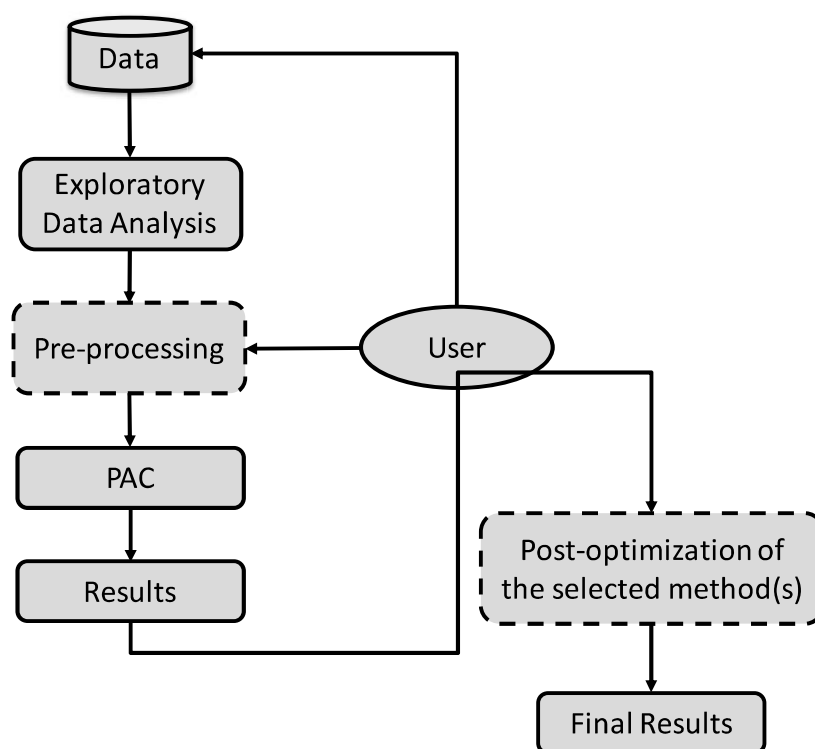 Data
Exploratory
Data Analysis
Pre-processing
User
PAC
Results
Post-optimization of
the selected method(s)
Final Results